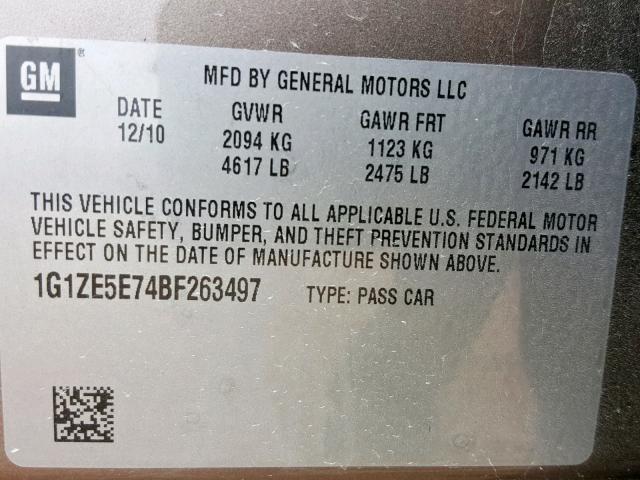 GM®
MFD BY GENERAL MOTORS LLC
DATE GVWR GAWR FRT GAWR RR
12/10 2094 KG 1123 KG 971 KG
4617 LB 2475 LB 2142 LB
THIS VEHICLE CONFORMS TO ALL APPLICABLE U.S. FEDERAL MOTOR
VEHICLE SAFETY, BUMPER, AND THEFT PREVENTION STANDARDS IN
EFFECT ON THE DATE OF MANUFACTURE SHOWN ABOVE.
1G1ZE5E74BF263497 TYPE: PASS CAR